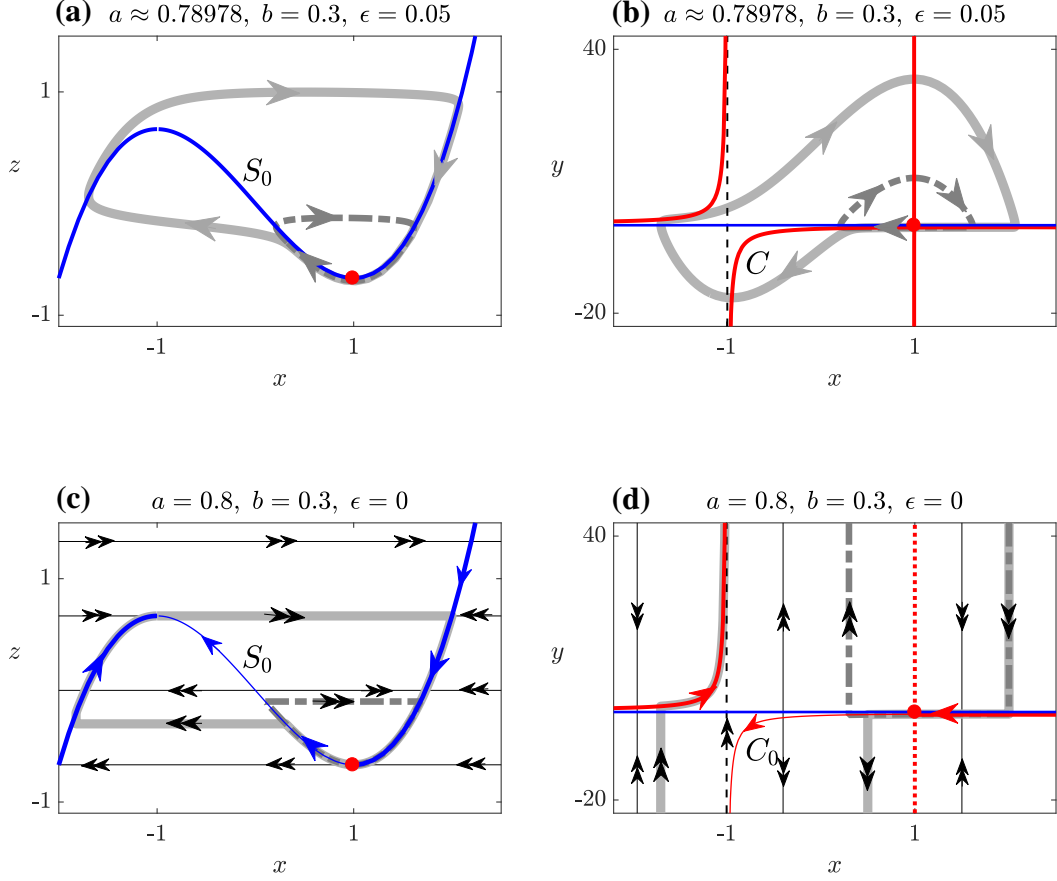 (a) a ≈ 0.78978, b = 0.3, ϵ = 0.05
z
1
-1
S₀
-1
1
x
(b) a ≈ 0.78978, b = 0.3, ϵ = 0.05
y
40
-20
C
-1
1
x
(c) a = 0.8, b = 0.3, ϵ = 0
z
1
-1
S₀
-1
1
x
(d) a = 0.8, b = 0.3, ϵ = 0
y
40
-20
C₀
-1
1
x